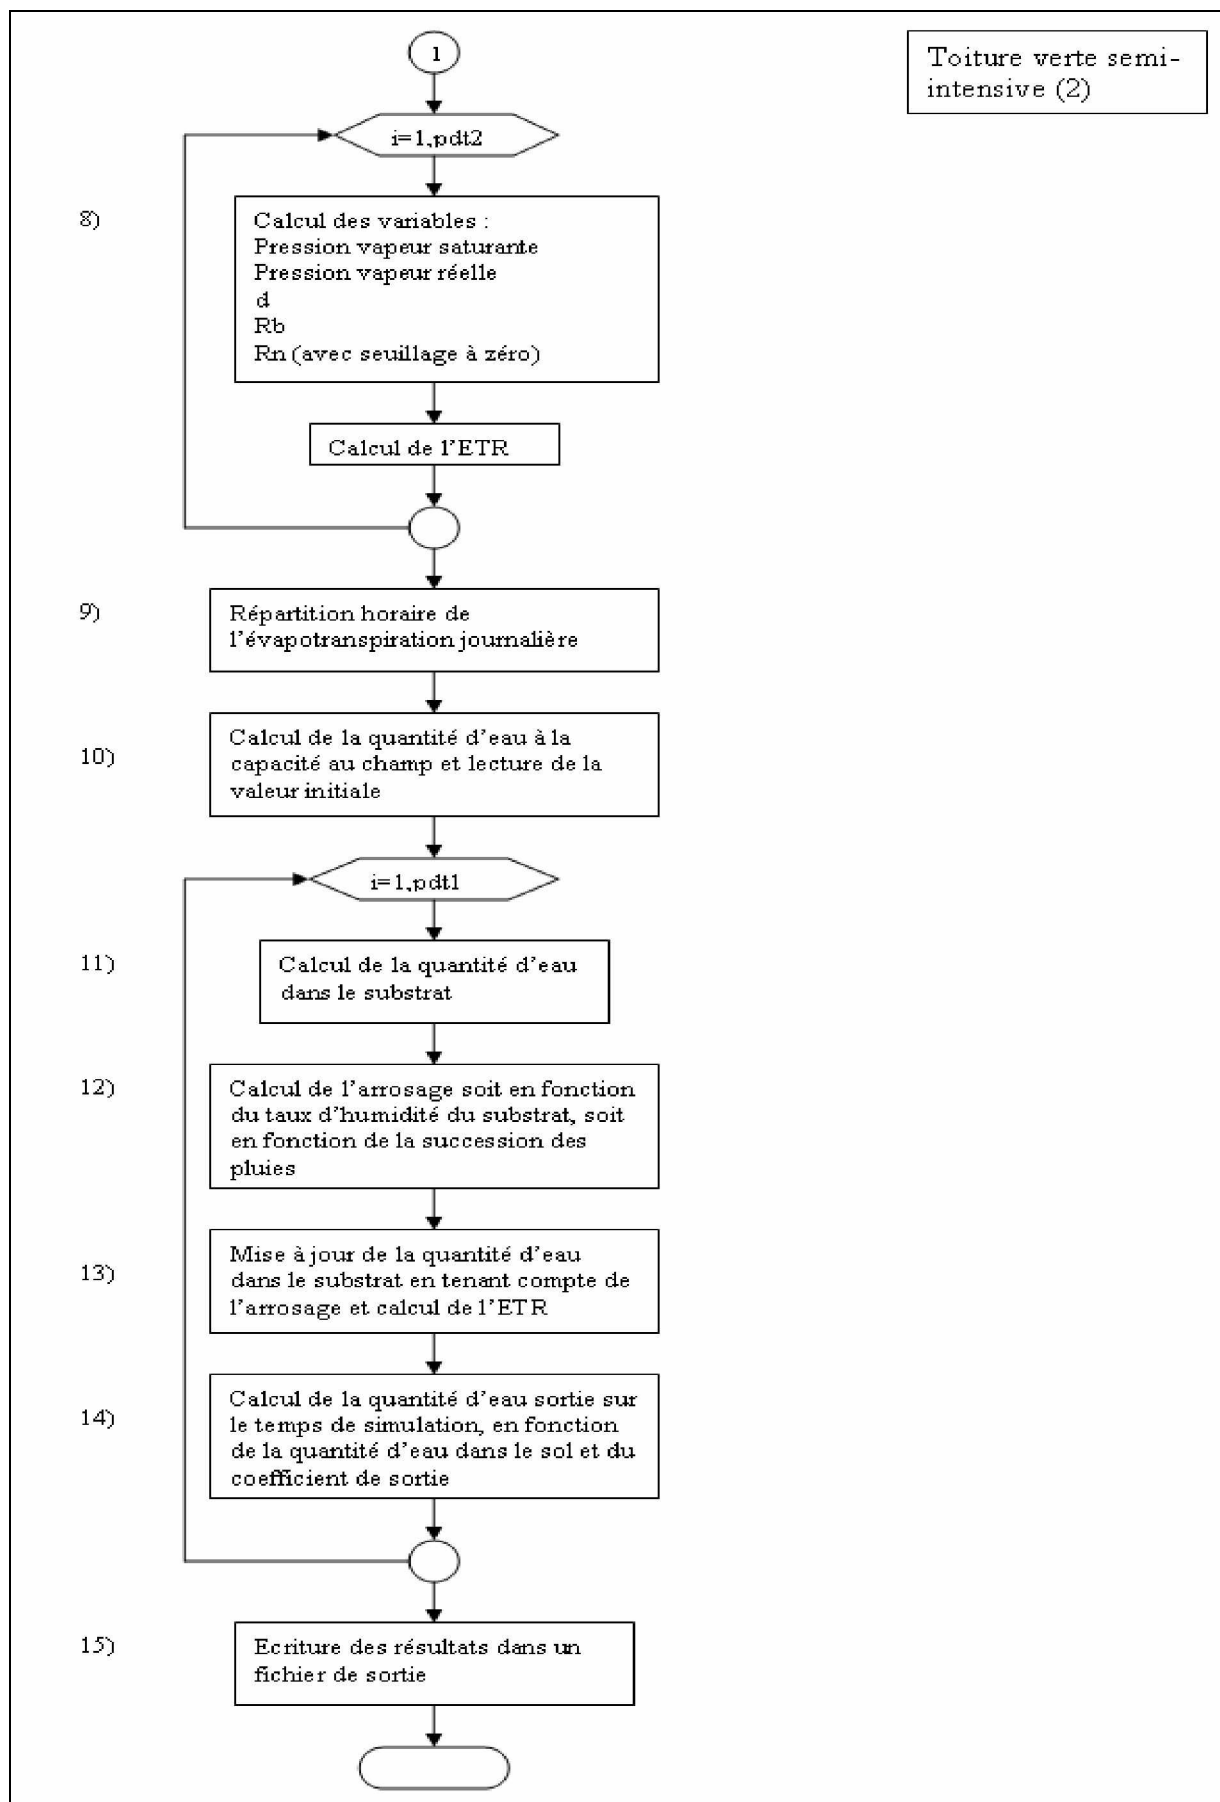 1
Toiture verte semi-
intensive (2)
i=1,pdt2
8)
Calcul des variables :
Pression vapeur saturante
Pression vapeur réelle
d
Rb
Rn (avec seuillage à zéro)
Calcul de l'ETR
9)
Répartition horaire de
l'évapotranspiration journalière
10)
Calcul de la quantité d'eau à la
capacité au champ et lecture de la
valeur initiale
i=1,pdt1
11)
Calcul de la quantité d'eau
dans le substrat
12)
Calcul de l'arrosage soit en fonction
du taux d'humidité du substrat, soit
en fonction de la succession des
pluies
13)
Mise à jour de la quantité d'eau
dans le substrat en tenant compte de
l'arrosage et calcul de l'ETR
14)
Calcul de la quantité d'eau sortie sur
le temps de simulation, en fonction
de la quantité d'eau dans le sol et du
coefficient de sortie
15)
Ecriture des résultats dans un
fichier de sortie